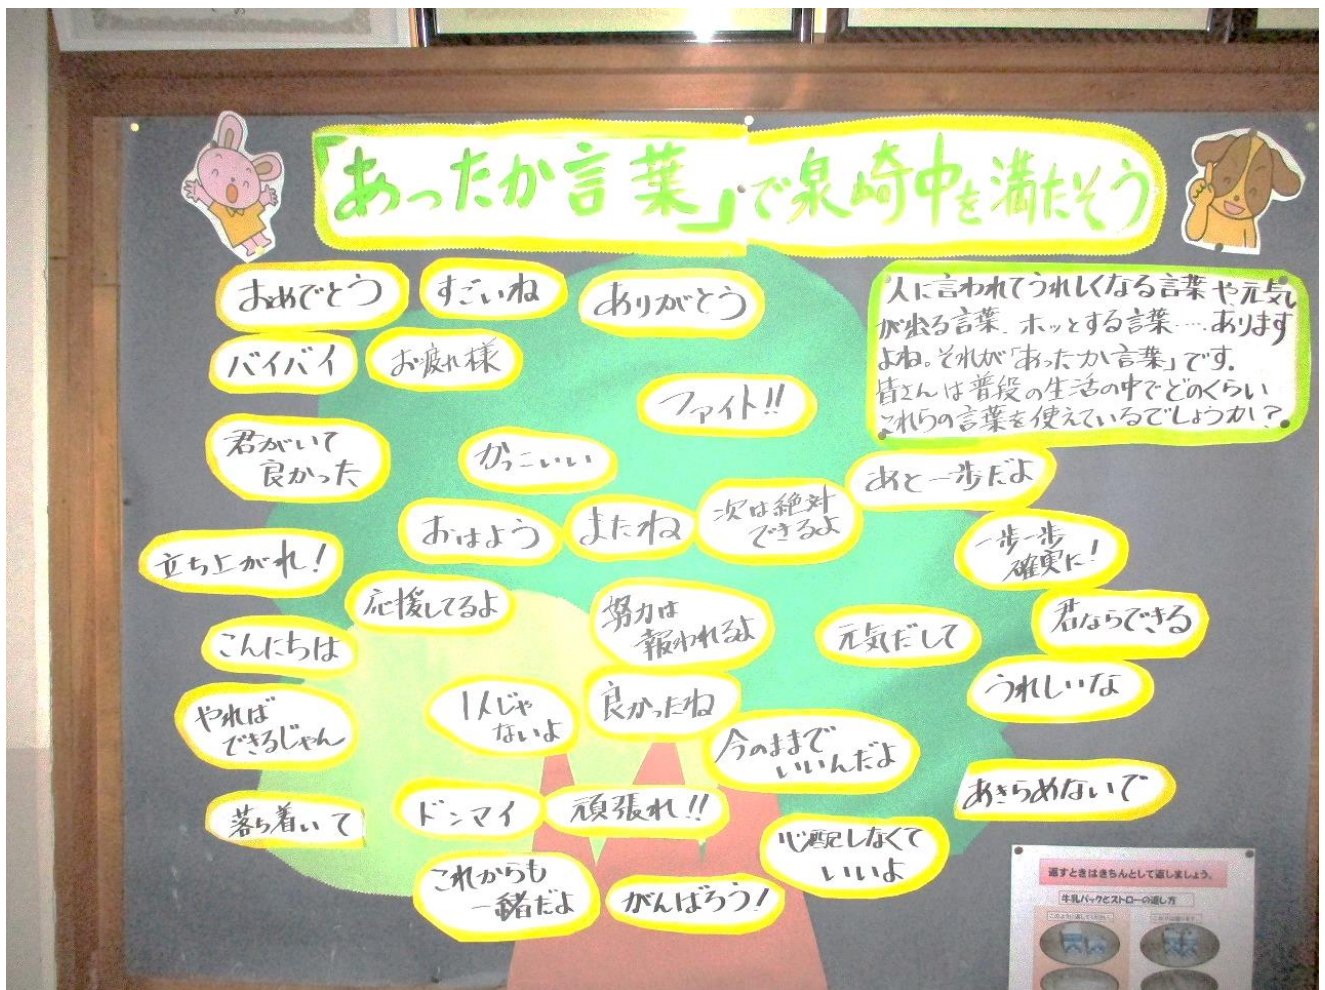 「あったか言葉」で泉崎中を満たそう
人に言われてうれしくなる言葉や元気
が出る言葉、ホッとする言葉……あります
よね。それが「あったか言葉」です。
皆さんは普段の生活の中でどのくらい
これらの言葉を使えているでしょうか?
おめでとう
すごいね
ありがとう
バイバイ
お疲れ様
ファイト!!
君がいて
良かった
かっこいい
あと一歩だよ
おはよう
またね
次は絶対
できるよ
一歩一歩
確実に!
立ち上がれ!
応援してるよ
努力は
報われるよ
元気だして
君ならできる
こんにちは
うれしいな
やれば
できるじゃん
1人じゃ
ないよ
良かったね
今のままで
いいんだよ
あきらめないで
落ち着いて
ドンマイ
頑張れ!!
心配しなくて
いいよ
これからも
一緒だよ
がんばろう!
返すときはきちんとして返しましょう。
牛乳パックとストローの返し方